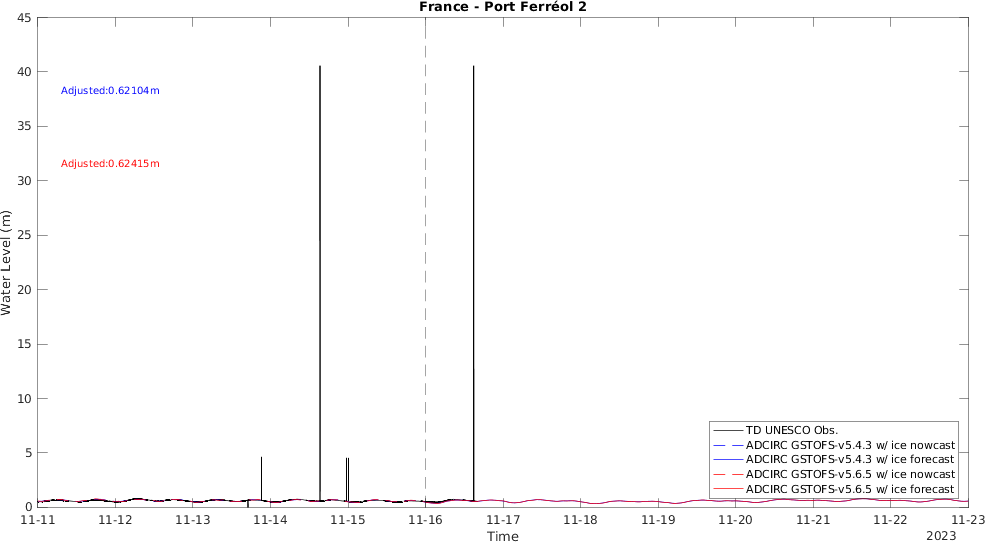 France - Port Ferréol 2
45
40
35
30
25
20
15
10
5
0
Water Level (m)
Adjusted:0.62104m
Adjusted:0.62415m
TD UNESCO Obs.
ADCIRC GSTOFS-v5.4.3 w/ ice nowcast
ADCIRC GSTOFS-v5.4.3 w/ ice forecast
ADCIRC GSTOFS-v5.6.5 w/ ice nowcast
ADCIRC GSTOFS-v5.6.5 w/ ice forecast
11-11 11-12 11-13 11-14 11-15 11-16 11-17 11-18 11-19 11-20 11-21 11-22 11-23
Time
2023